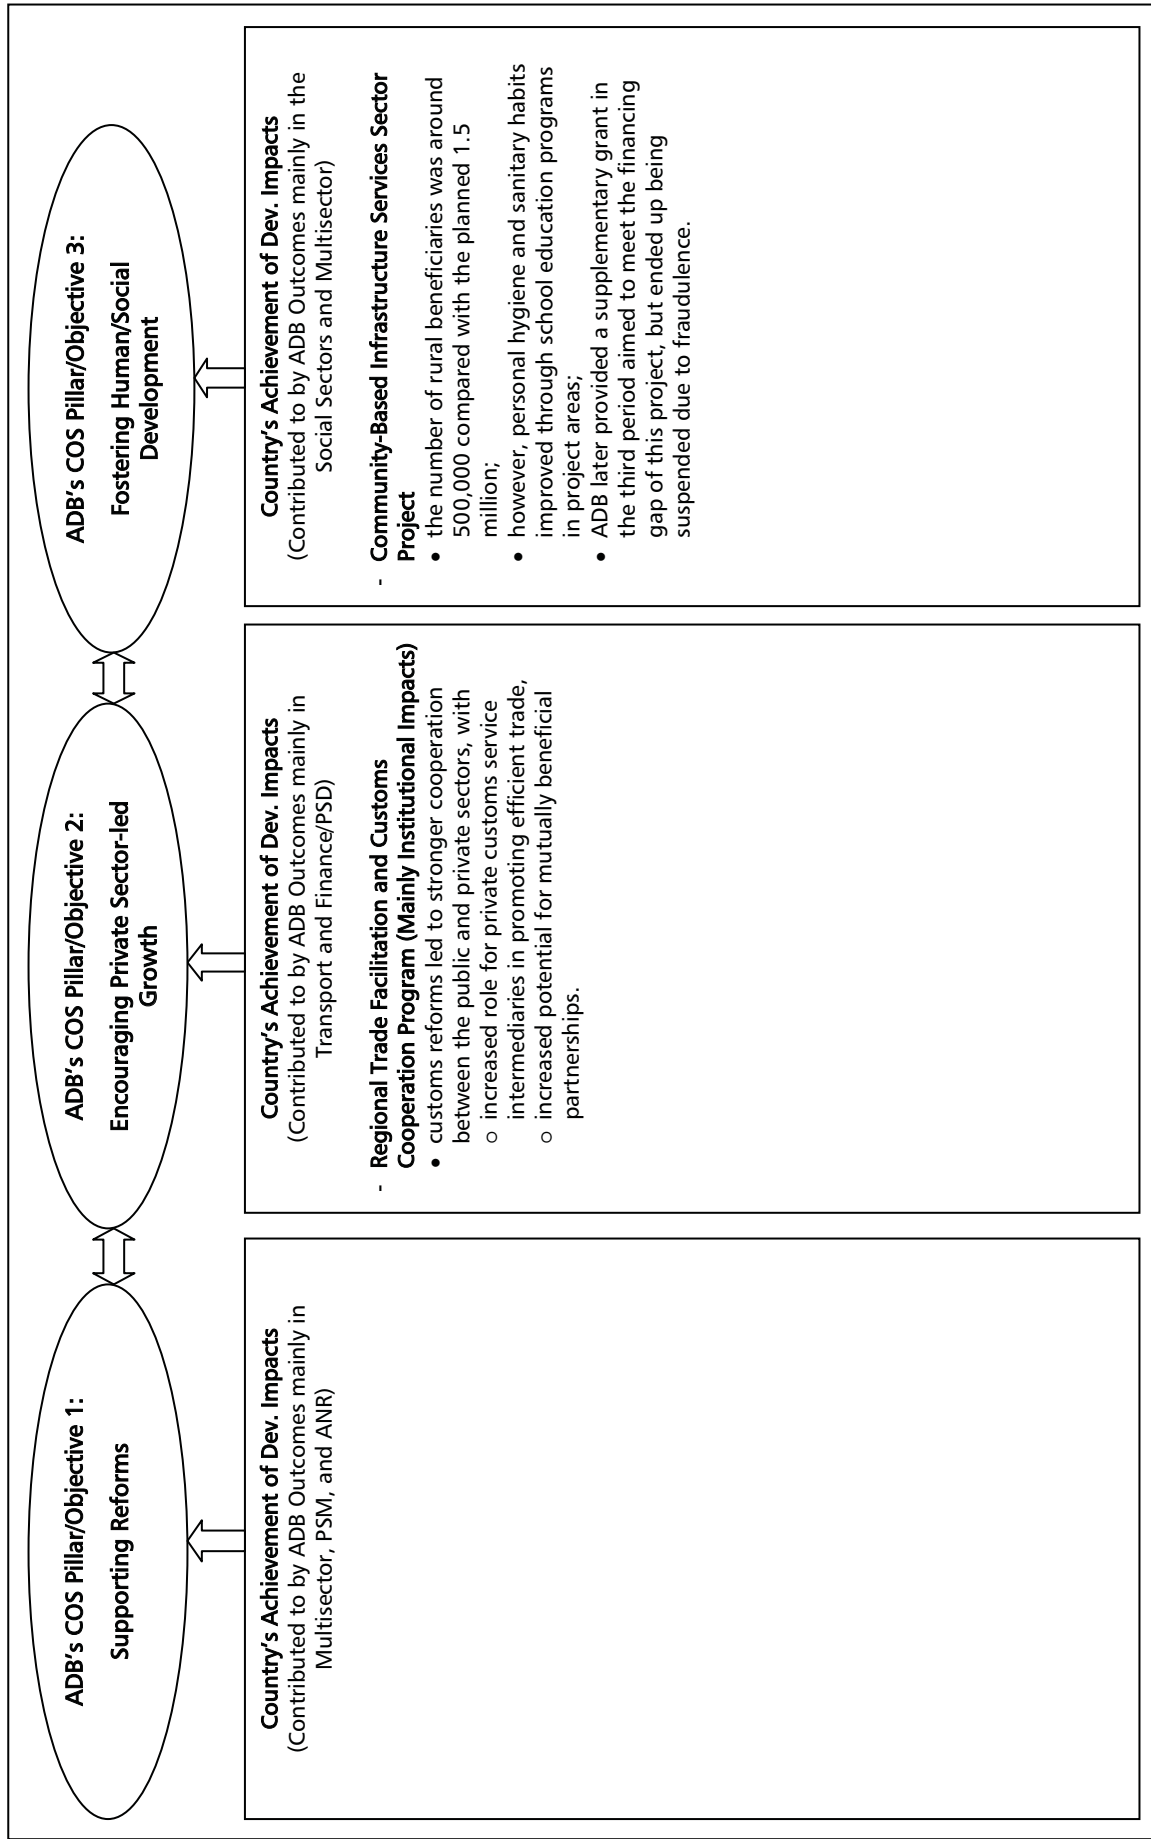 ADB's COS Pillar/Objective 1:
Supporting Reforms
ADB's COS Pillar/Objective 2:
Encouraging Private Sector-led
Growth
ADB's COS Pillar/Objective 3:
Fostering Human/Social
Development
Country's Achievement of Dev. Impacts
(Contributed to by ADB Outcomes mainly in
Multisector, PSM, and ANR)
Country's Achievement of Dev. Impacts
(Contributed to by ADB Outcomes mainly in
Transport and Finance/PSD)
- Regional Trade Facilitation and Customs
Cooperation Program (Mainly Institutional Impacts)
• customs reforms led to stronger cooperation
between the public and private sectors, with
○ increased role for private customs service
intermediaries in promoting efficient trade,
○ increased potential for mutually beneficial
partnerships.
Country's Achievement of Dev. Impacts
(Contributed to by ADB Outcomes mainly in the
Social Sectors and Multisector)
- Community-Based Infrastructure Services Sector
Project
• the number of rural beneficiaries was around
500,000 compared with the planned 1.5
million;
• however, personal hygiene and sanitary habits
improved through school education programs
in project areas;
• ADB later provided a supplementary grant in
the third period aimed to meet the financing
gap of this project, but ended up being
suspended due to fraudulence.